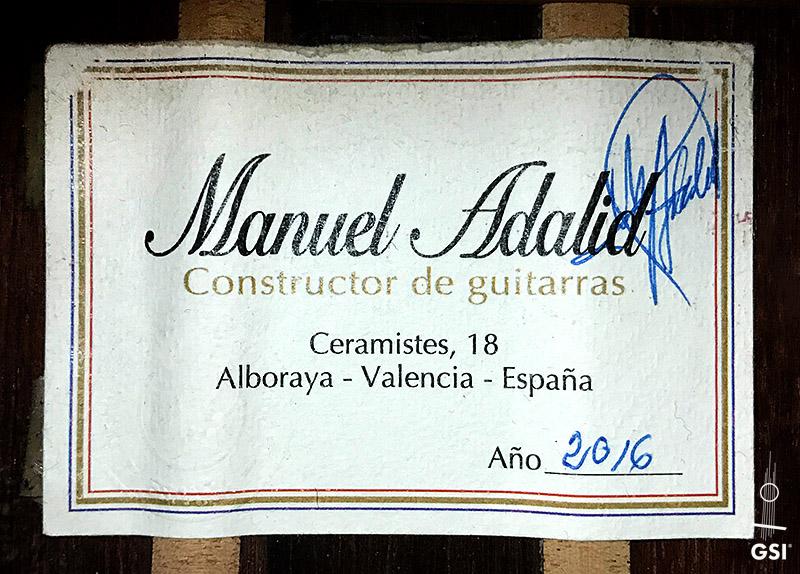 Manuel Adalid
Constructor de guitarras
Ceramistes, 18
Alboraya - Valencia - España
Año 2016
GSI